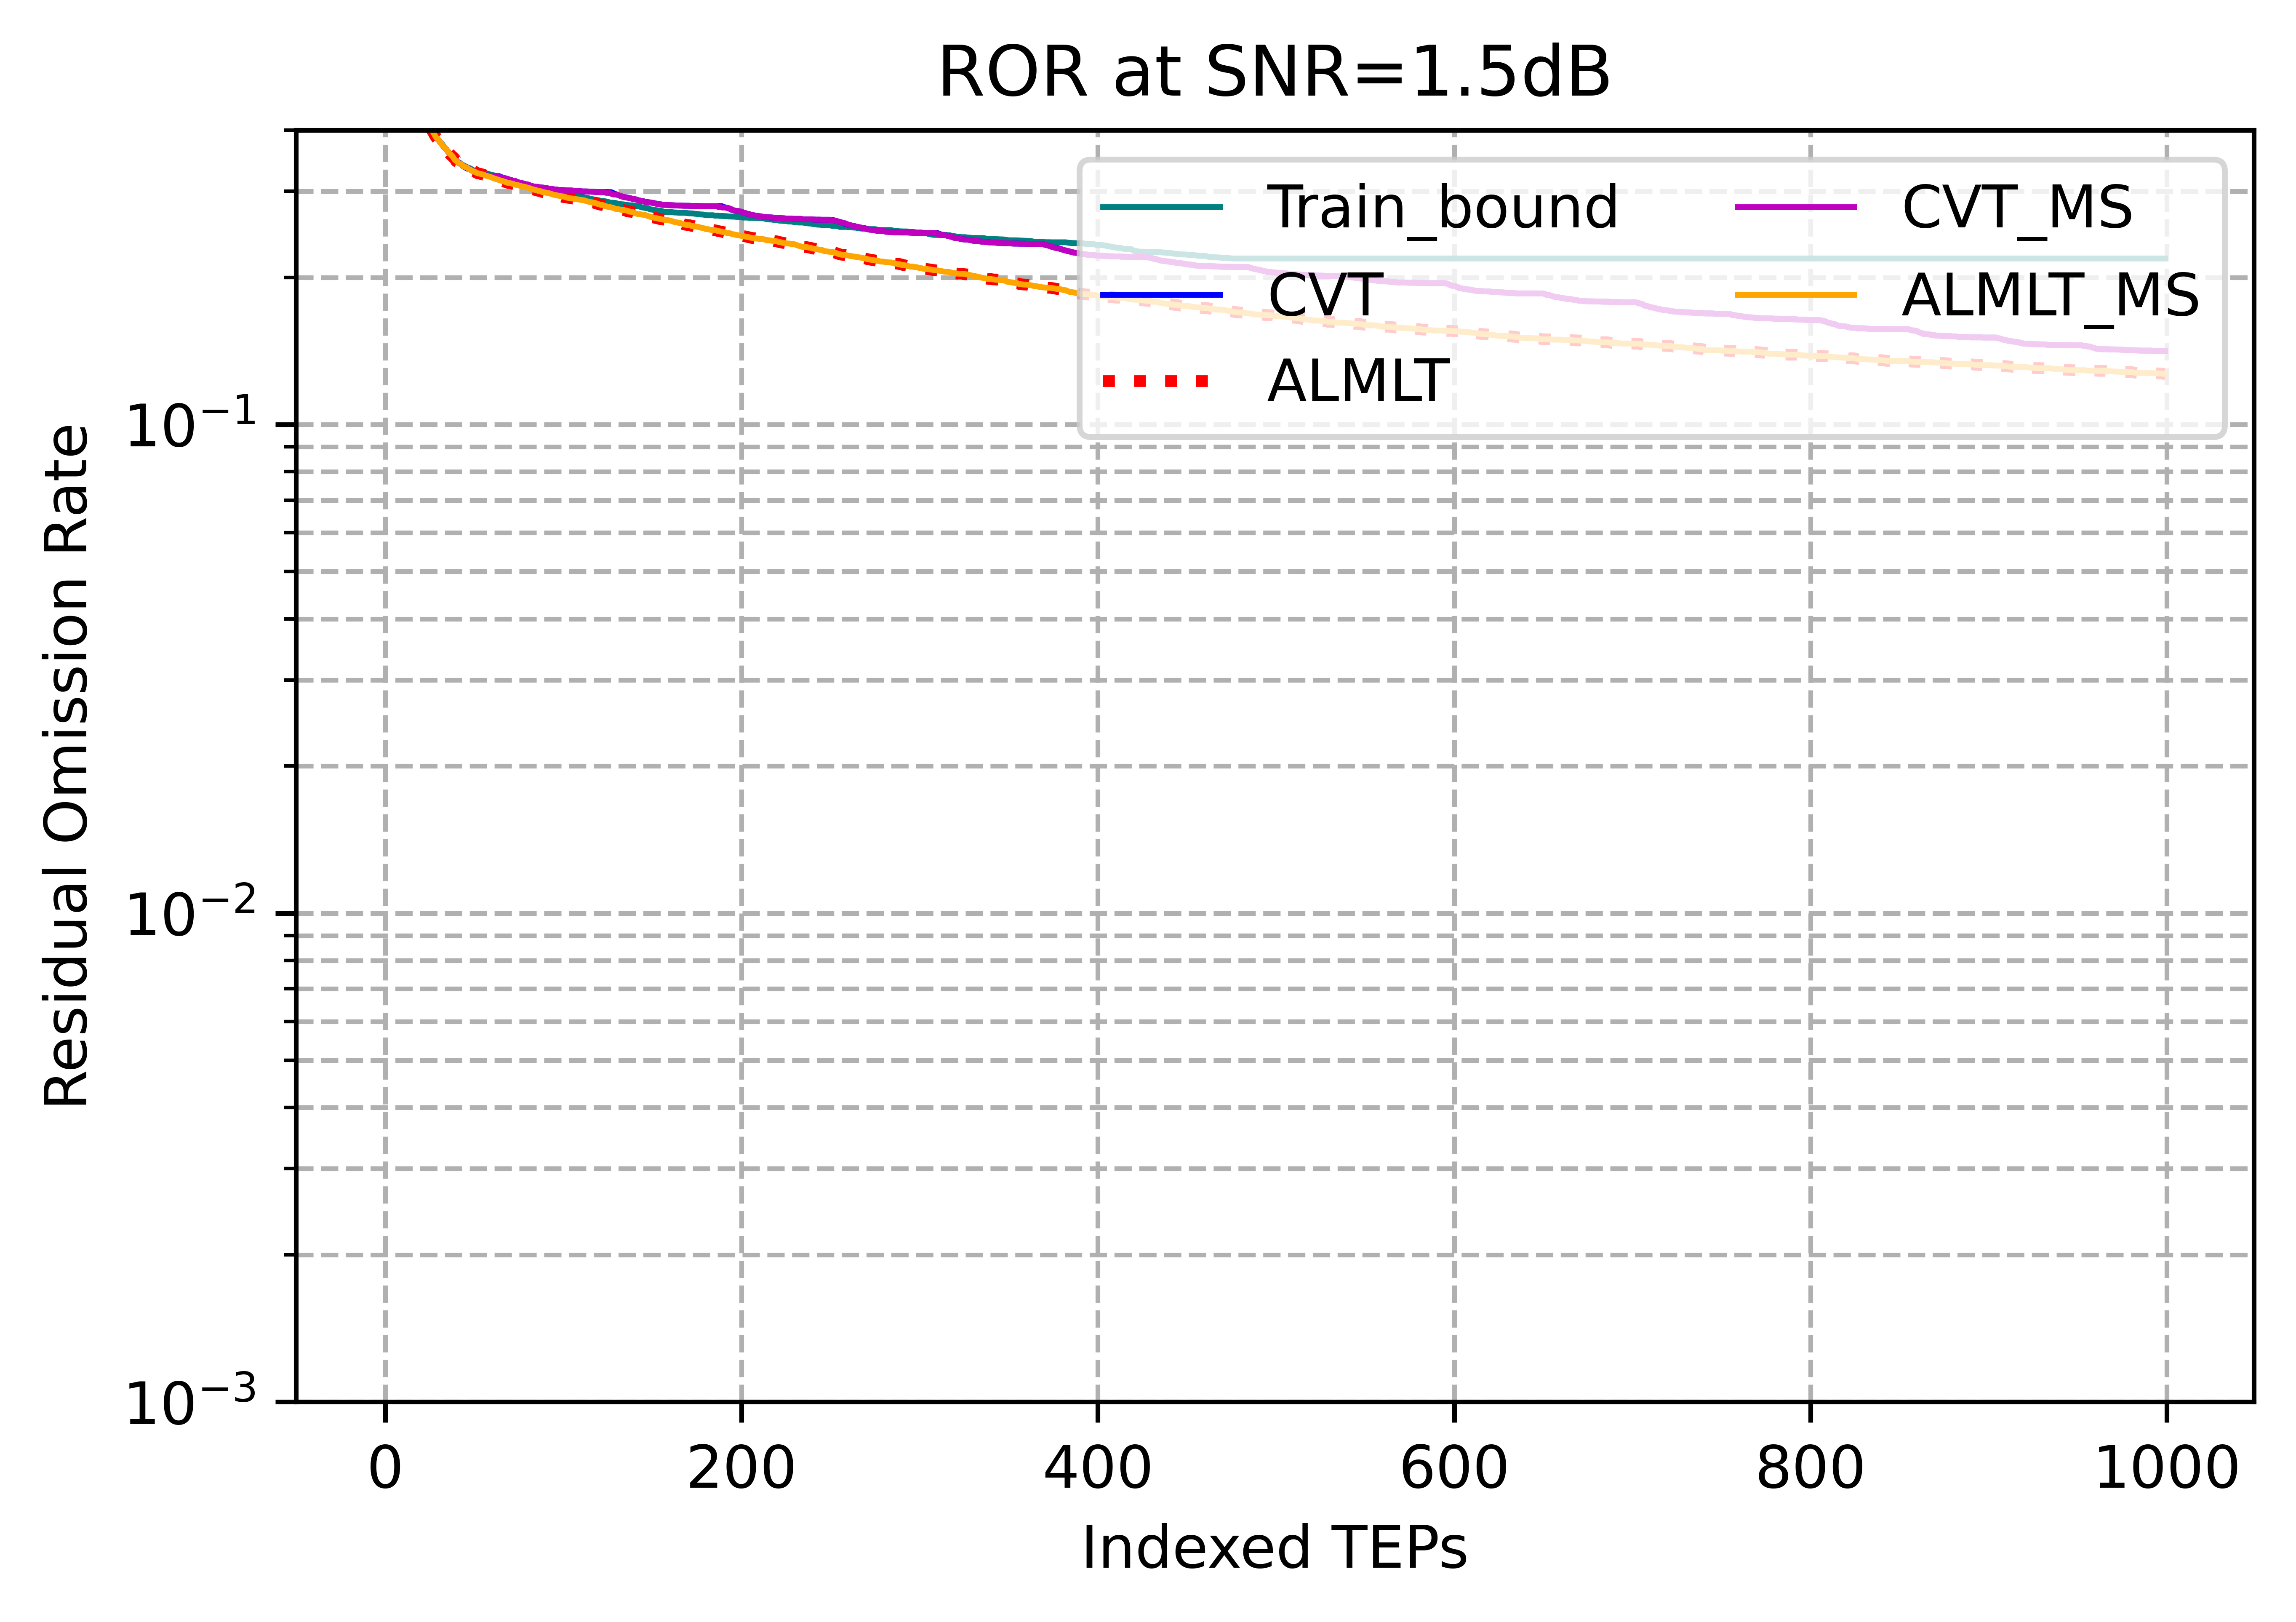 ROR at SNR=1.5dB
Train_bound
CVT
ALMLT
CVT_MS
ALMLT_MS
Residual Omission Rate
10⁻¹
10⁻²
10⁻³
0 200 400 600 800 1000
Indexed TEPs